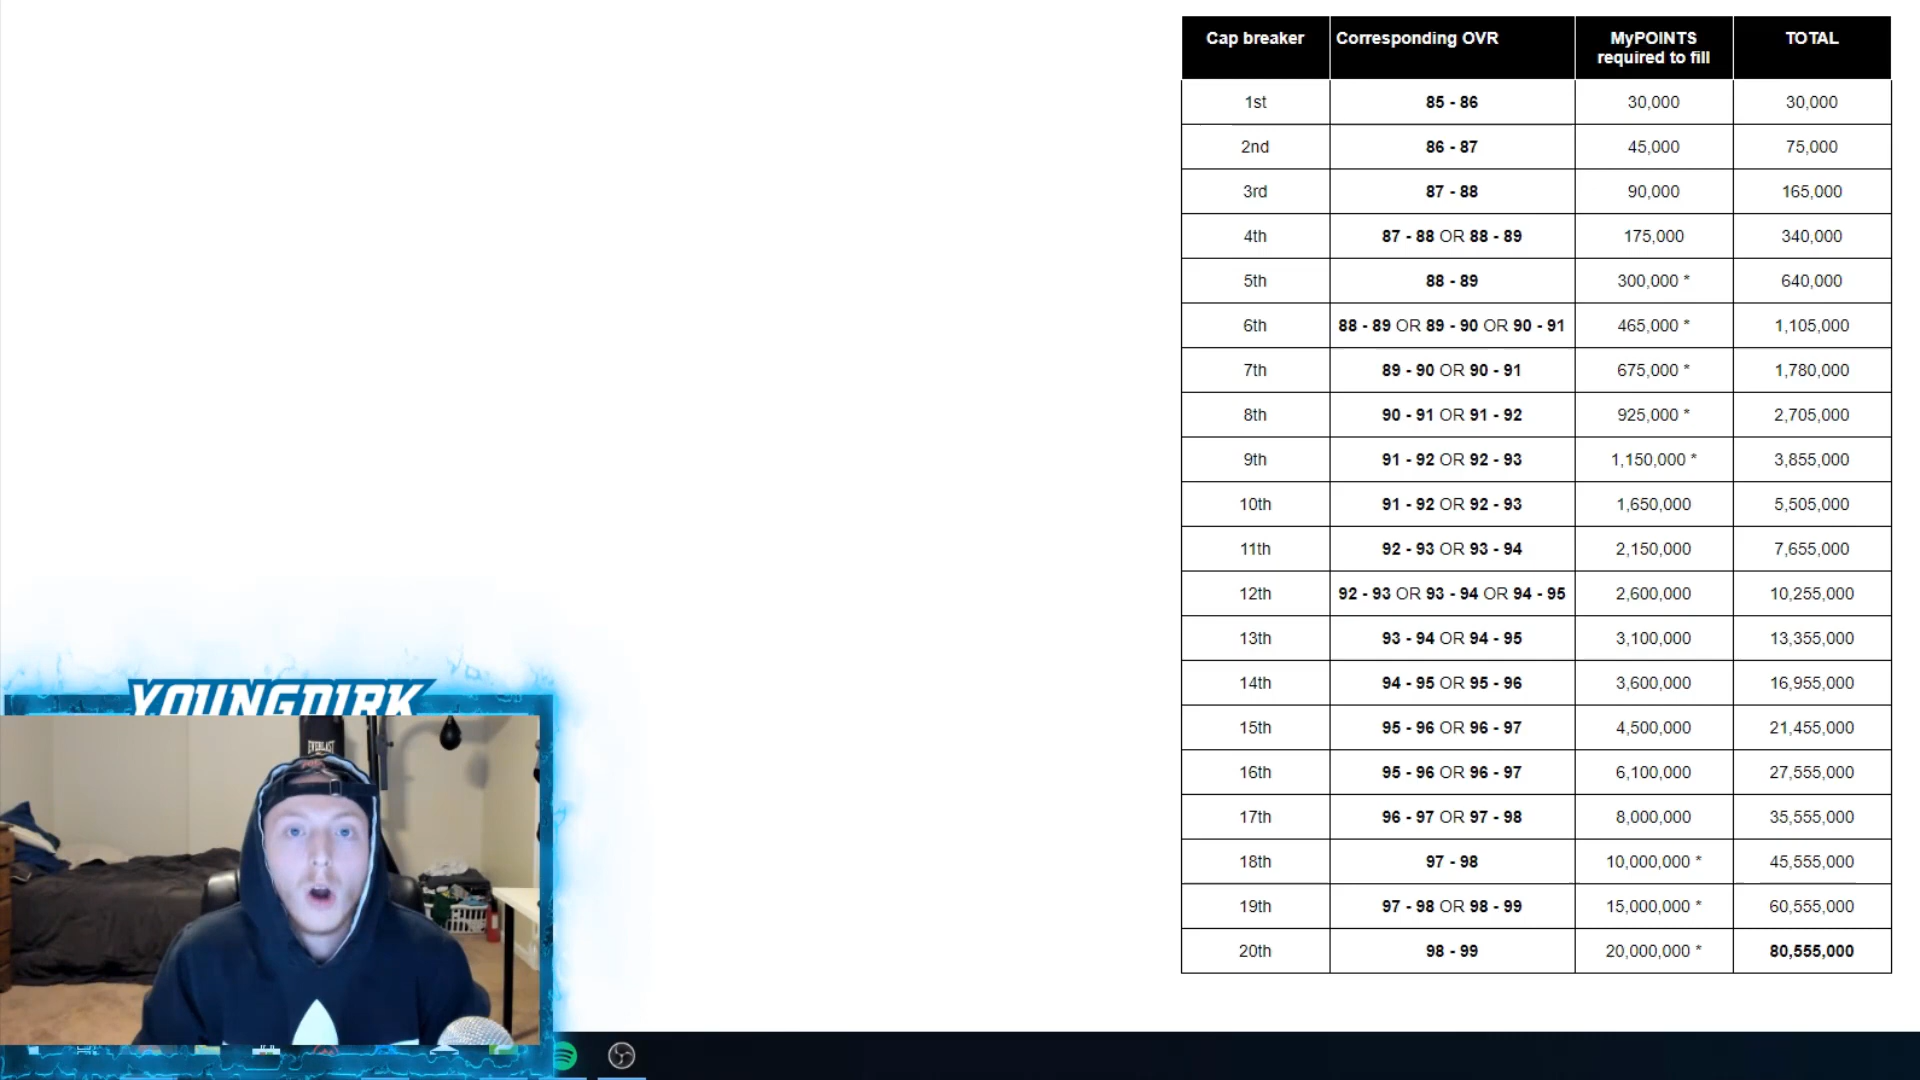 Cap breaker Corresponding OVR MyPOINTS required to fill TOTAL
1st 85 - 86 30,000 30,000
2nd 86 - 87 45,000 75,000
3rd 87 - 88 90,000 165,000
4th 87 - 88 OR 88 - 89 175,000 340,000
5th 88 - 89 300,000 * 640,000
6th 88 - 89 OR 89 - 90 OR 90 - 91 465,000 * 1,105,000
7th 89 - 90 OR 90 - 91 675,000 * 1,780,000
8th 90 - 91 OR 91 - 92 925,000 * 2,705,000
9th 91 - 92 OR 92 - 93 1,150,000 * 3,855,000
10th 91 - 92 OR 92 - 93 1,650,000 5,505,000
11th 92 - 93 OR 93 - 94 2,150,000 7,655,000
12th 92 - 93 OR 93 - 94 OR 94 - 95 2,600,000 10,255,000
13th 93 - 94 OR 94 - 95 3,100,000 13,355,000
14th 94 - 95 OR 95 - 96 3,600,000 16,955,000
15th 95 - 96 OR 96 - 97 4,500,000 21,455,000
16th 95 - 96 OR 96 - 97 6,100,000 27,555,000
17th 96 - 97 OR 97 - 98 8,000,000 35,555,000
18th 97 - 98 10,000,000 * 45,555,000
19th 97 - 98 OR 98 - 99 15,000,000 * 60,555,000
20th 98 - 99 20,000,000 * 80,555,000
YOUNGDIRK
EVERLAST